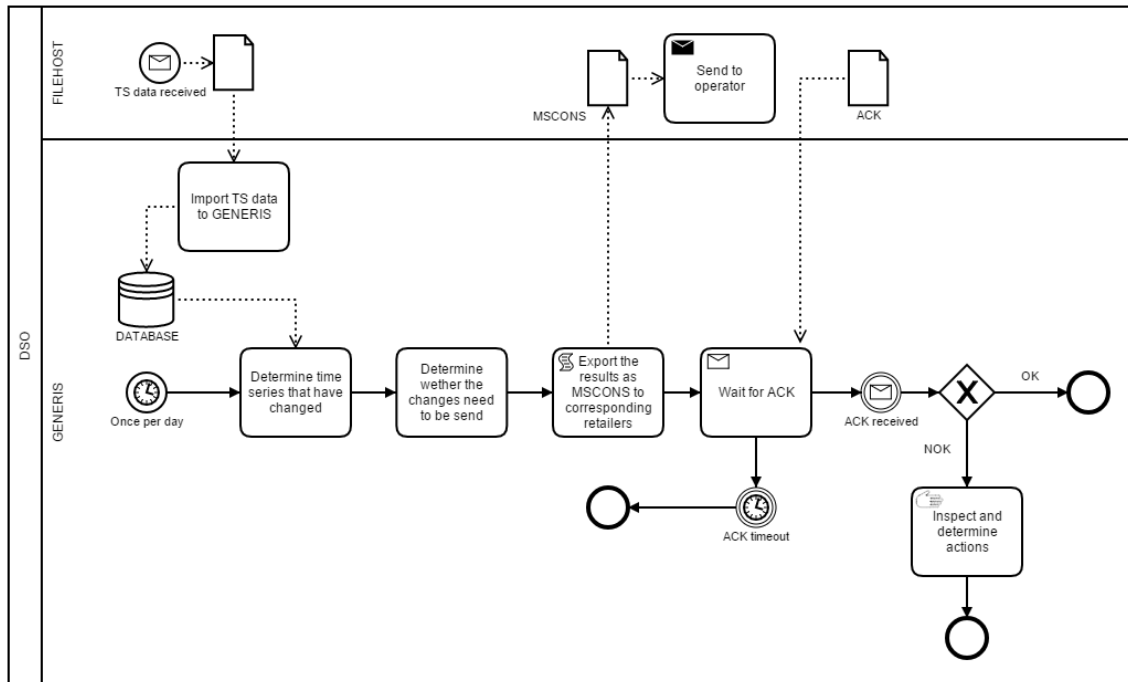 DSO
FILEHOST
TS data received
MSCONS
Send to
operator
ACK
GENERIS
Import TS data
to GENERIS
DATABASE
Once per day
Determine time
series that have
changed
Determine
wether the
changes need
to be send
Export the
results as
MSCONS to
corresponding
retailers
Wait for ACK
ACK received
OK
NOK
ACK timeout
Inspect and
determine
actions